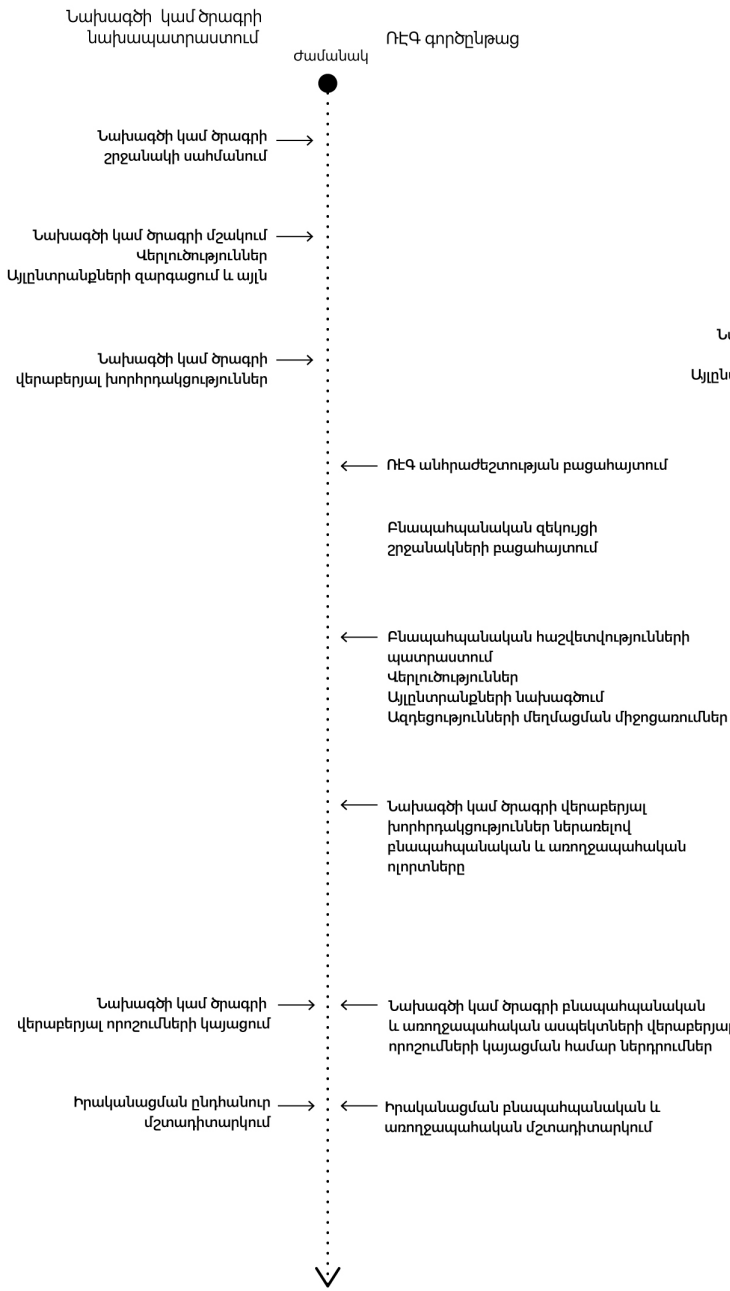 Նախագծի կամ ծրագրի
նախապատրաստում
Ժամանակ
ՌԷԳ գործընթաց
Նախագծի կամ ծրագրի
շրջանակի սահմանում
Նախագծի կամ ծրագրի մշակում
Վերլուծություններ
Այլընտրանքների զարգացում և այլն
Նախագծի կամ ծրագրի
վերաբերյալ խորհրդակցություններ
ՌԷԳ անհրաժեշտության բացահայտում
Բնապահպանական զեկույցի
շրջանակների բացահայտում
Բնապահպանական հաշվետվությունների
պատրաստում
Վերլուծություններ
Այլընտրանքների նախագծում
Ազդեցությունների մեղմացման միջոցառումներ
Նախագծի կամ ծրագրի վերաբերյալ
խորհրդակցություններ ներառելով
բնապահպանական և առողջապահական
ոլորտները
Նախագծի կամ ծրագրի
վերաբերյալ որոշումների կայացում
Նախագծի կամ ծրագրի բնապահպանական
և առողջապահական ասպեկտների վերաբերյալ
որոշումների կայացման համար ներդրումներ
Իրականացման ընդհանուր
մշտադիտարկում
Իրականացման բնապահպանական և
առողջապահական մշտադիտարկում